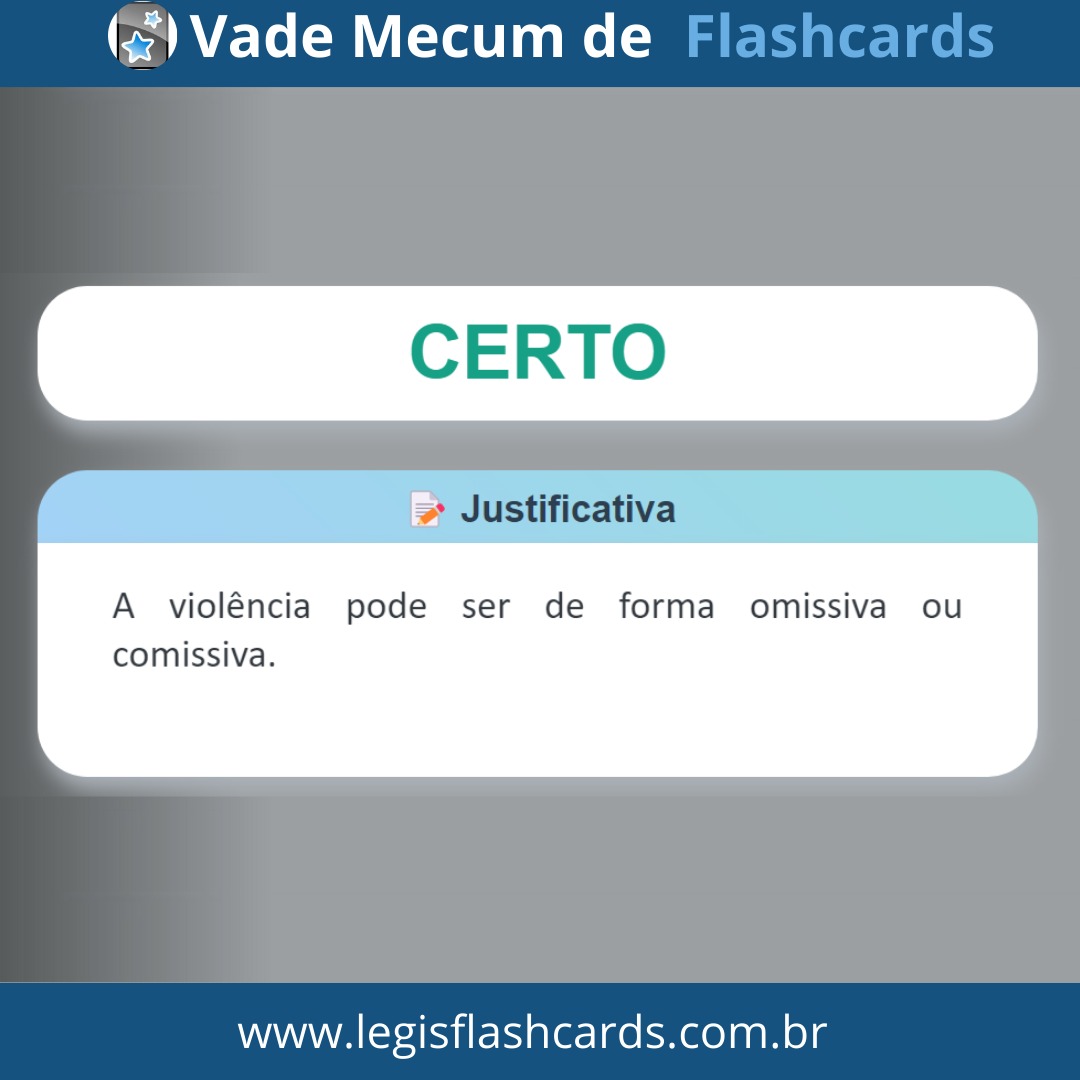 Vade Mecum de Flashcards
CERTO
Justificativa
A violência pode ser de forma omissiva ou
comissiva.
www.legisflashcards.com.br